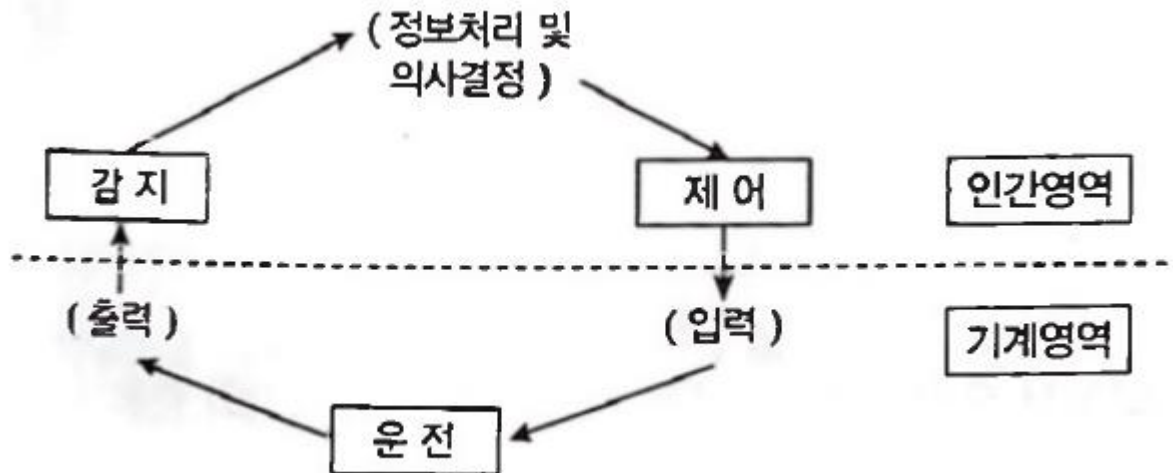 ( 정보처리 및
의사결정 )
감 지
제 어
인간영역
( 출력 )
( 입력 )
기계영역
운 전